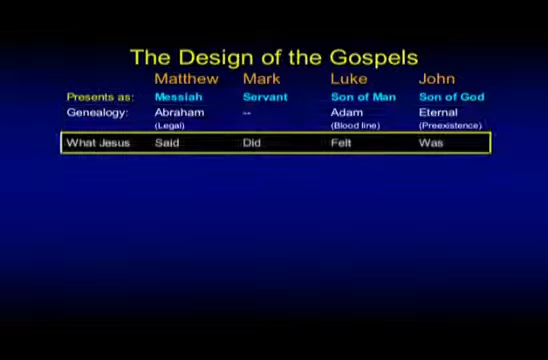 The Design of the Gospels
Matthew Mark Luke John
Presents as: Messiah Servant Son of Man Son of God
Genealogy: Abraham -- Adam Eternal
(Legal) (Blood line) (Preexistence)
What Jesus Said Did Felt Was